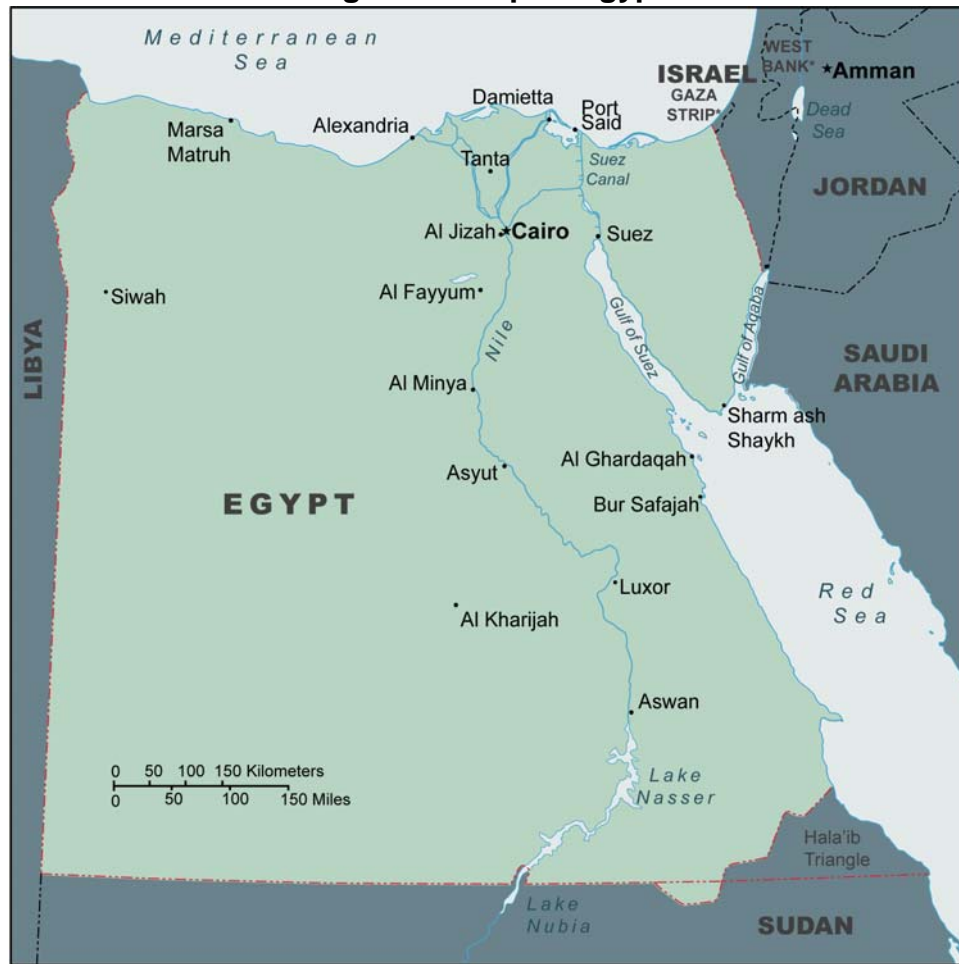 Mediterranean
Sea
WEST
BANK*
Amman
ISRAEL
GAZA
STRIP*
Dead
Sea
Damietta
Port
Said
Marsa
Matruh
Alexandria
Tanta
Suez
Canal
JORDAN
Al Jizah
Cairo
Suez
Siwah
Al Fayyum
Nile
Gulf of Suez
Gulf of Aqaba
LIBYA
SAUDI
ARABIA
Al Minya
Sharm ash
Shaykh
Asyut
Al Ghardaqah
EGYPT
Bur Safajah
Luxor
Red
Sea
Al Kharijah
Aswan
0 50 100 150 Kilometers
0 50 100 150 Miles
Lake
Nasser
Hala'ib
Triangle
Lake
Nubia
SUDAN